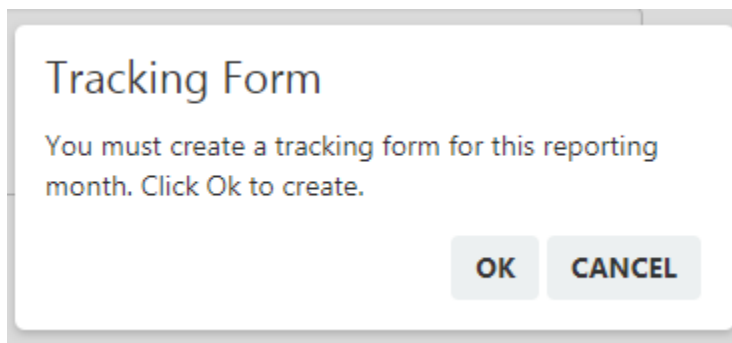 Tracking Form
You must create a tracking form for this reporting
month. Click Ok to create.
OK CANCEL